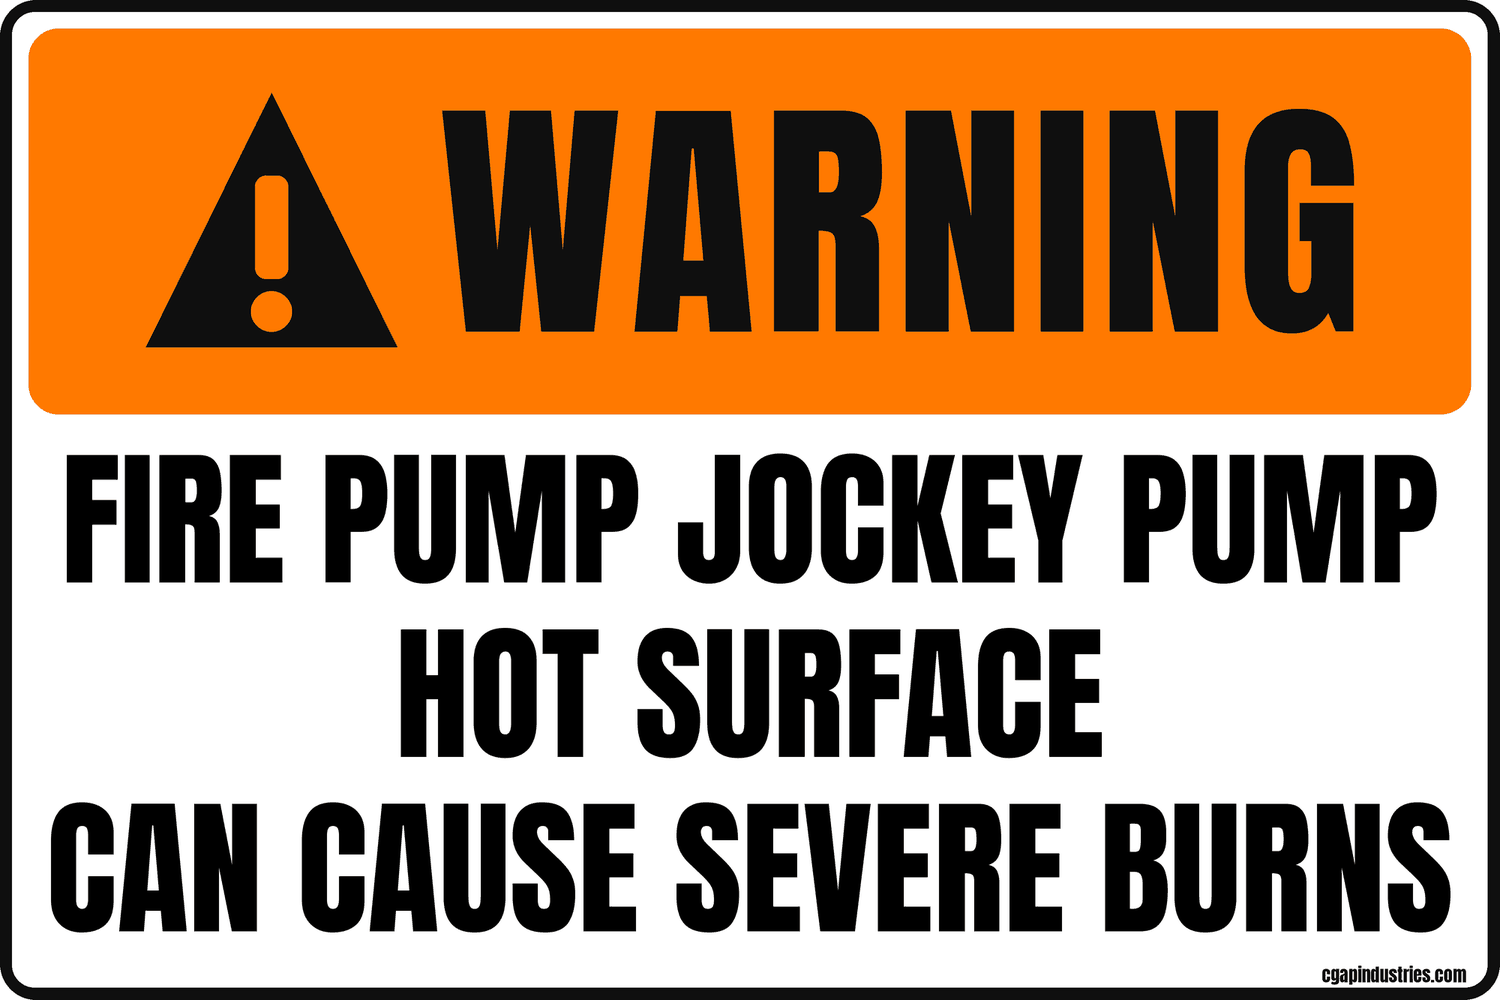 WARNING
FIRE PUMP JOCKEY PUMP
HOT SURFACE
CAN CAUSE SEVERE BURNS
cgapindustries.com